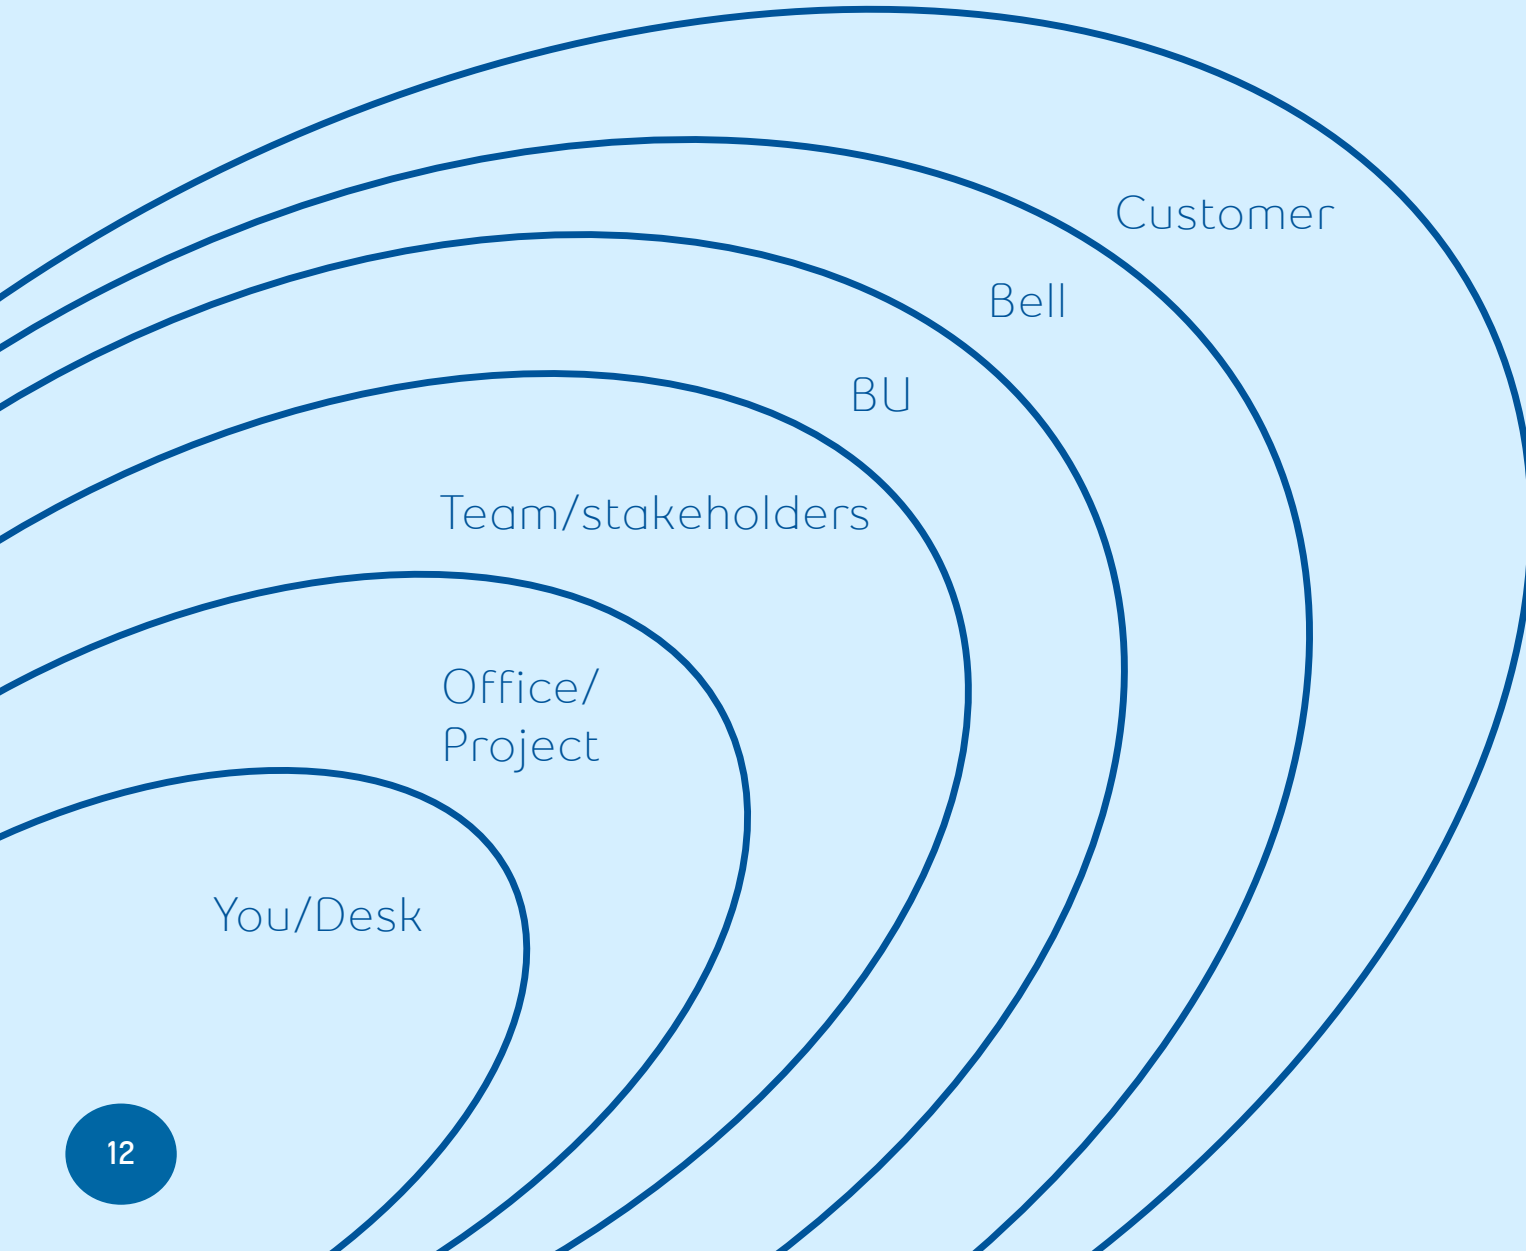 Customer
Bell
BU
Team/stakeholders
Office/
Project
You/Desk
12